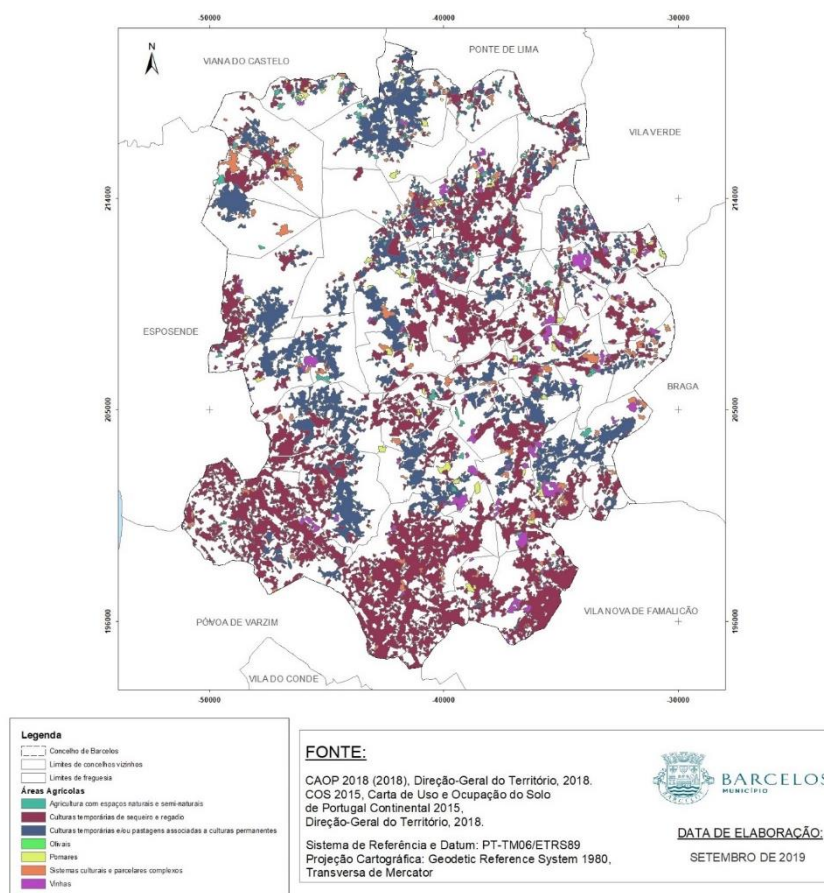 -50000
-40000
-30000
N
VIANA DO CASTELO
PONTE DE LIMA
VILA VERDE
214000
214000
ESPOSENDE
BRAGA
205000
205000
196000
196000
PÓVOA DE VARZIM
VILA NOVA DE FAMALICÃO
VILA DO CONDE
-50000
-40000
-30000
Legenda
Concelho de Barcelos
Limites de concelhos vizinhos
Limites de freguesia
Áreas Agrícolas
Agricultura com espaços naturais e semi-naturais
Culturas temporárias de sequeiro e regadio
Culturas temporárias e/ou pastagens associadas a culturas permanentes
Olivais
Pomares
Sistemas culturais e parcelares complexos
Vinhas
FONTE:
CAOP 2018 (2018), Direção-Geral do Território, 2018.
COS 2015, Carta de Uso e Ocupação do Solo
de Portugal Continental 2015,
Direção-Geral do Território, 2018.
Sistema de Referência e Datum: PT-TM06/ETRS89
Projeção Cartográfica: Geodetic Reference System 1980,
Transversa de Mercator
BARCELOS
MUNICÍPIO
DATA DE ELABORAÇÃO:
SETEMBRO DE 2019